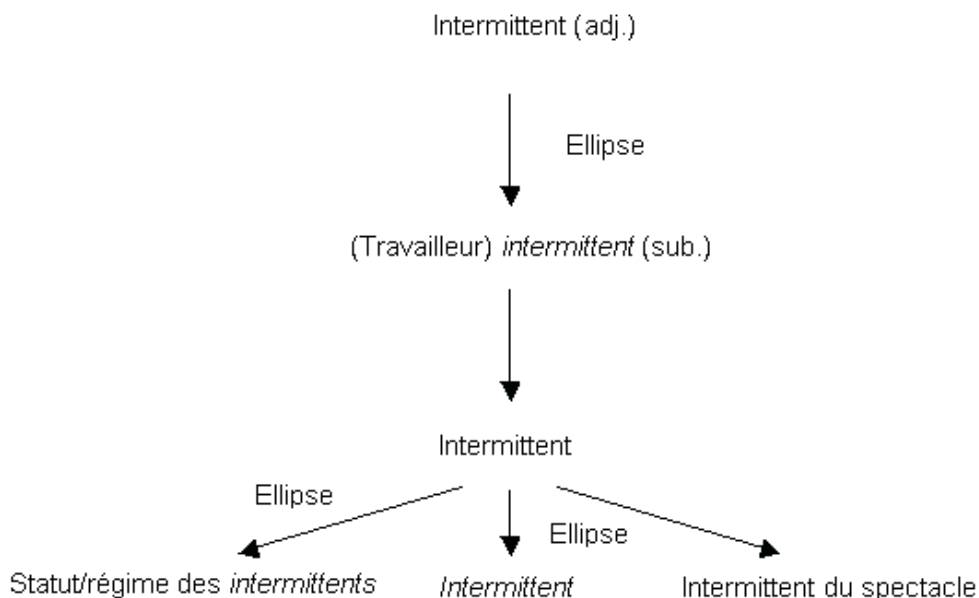 Intermittent (adj.)
Ellipse
(Travailleur) intermittent (sub.)
Intermittent
Ellipse
Ellipse
Statut/régime des intermittents
Intermittent
Intermittent du spectacle